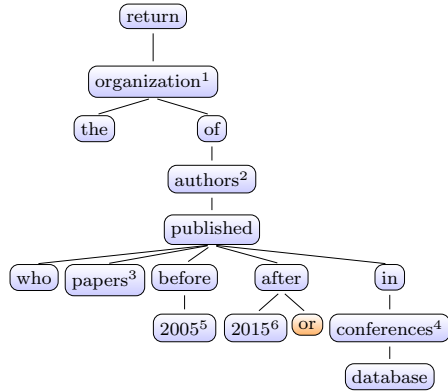 return
organization¹
the of
authors²
published
who papers³ before after in
2005⁵ 2015⁶ or conferences⁴
database